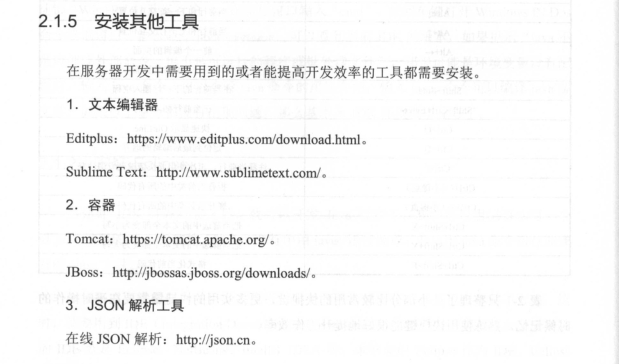 2.1.5 安装其他工具
在服务器开发中需要用到的或者能提高开发效率的工具都需要安装。
1．文本编辑器
Editplus：https://www.editplus.com/download.html。
Sublime Text：http://www.sublimetext.com/。
2．容器
Tomcat：https://tomcat.apache.org/。
JBoss：http://jbossas.jboss.org/downloads/。
3．JSON 解析工具
在线 JSON 解析：http://json.cn。